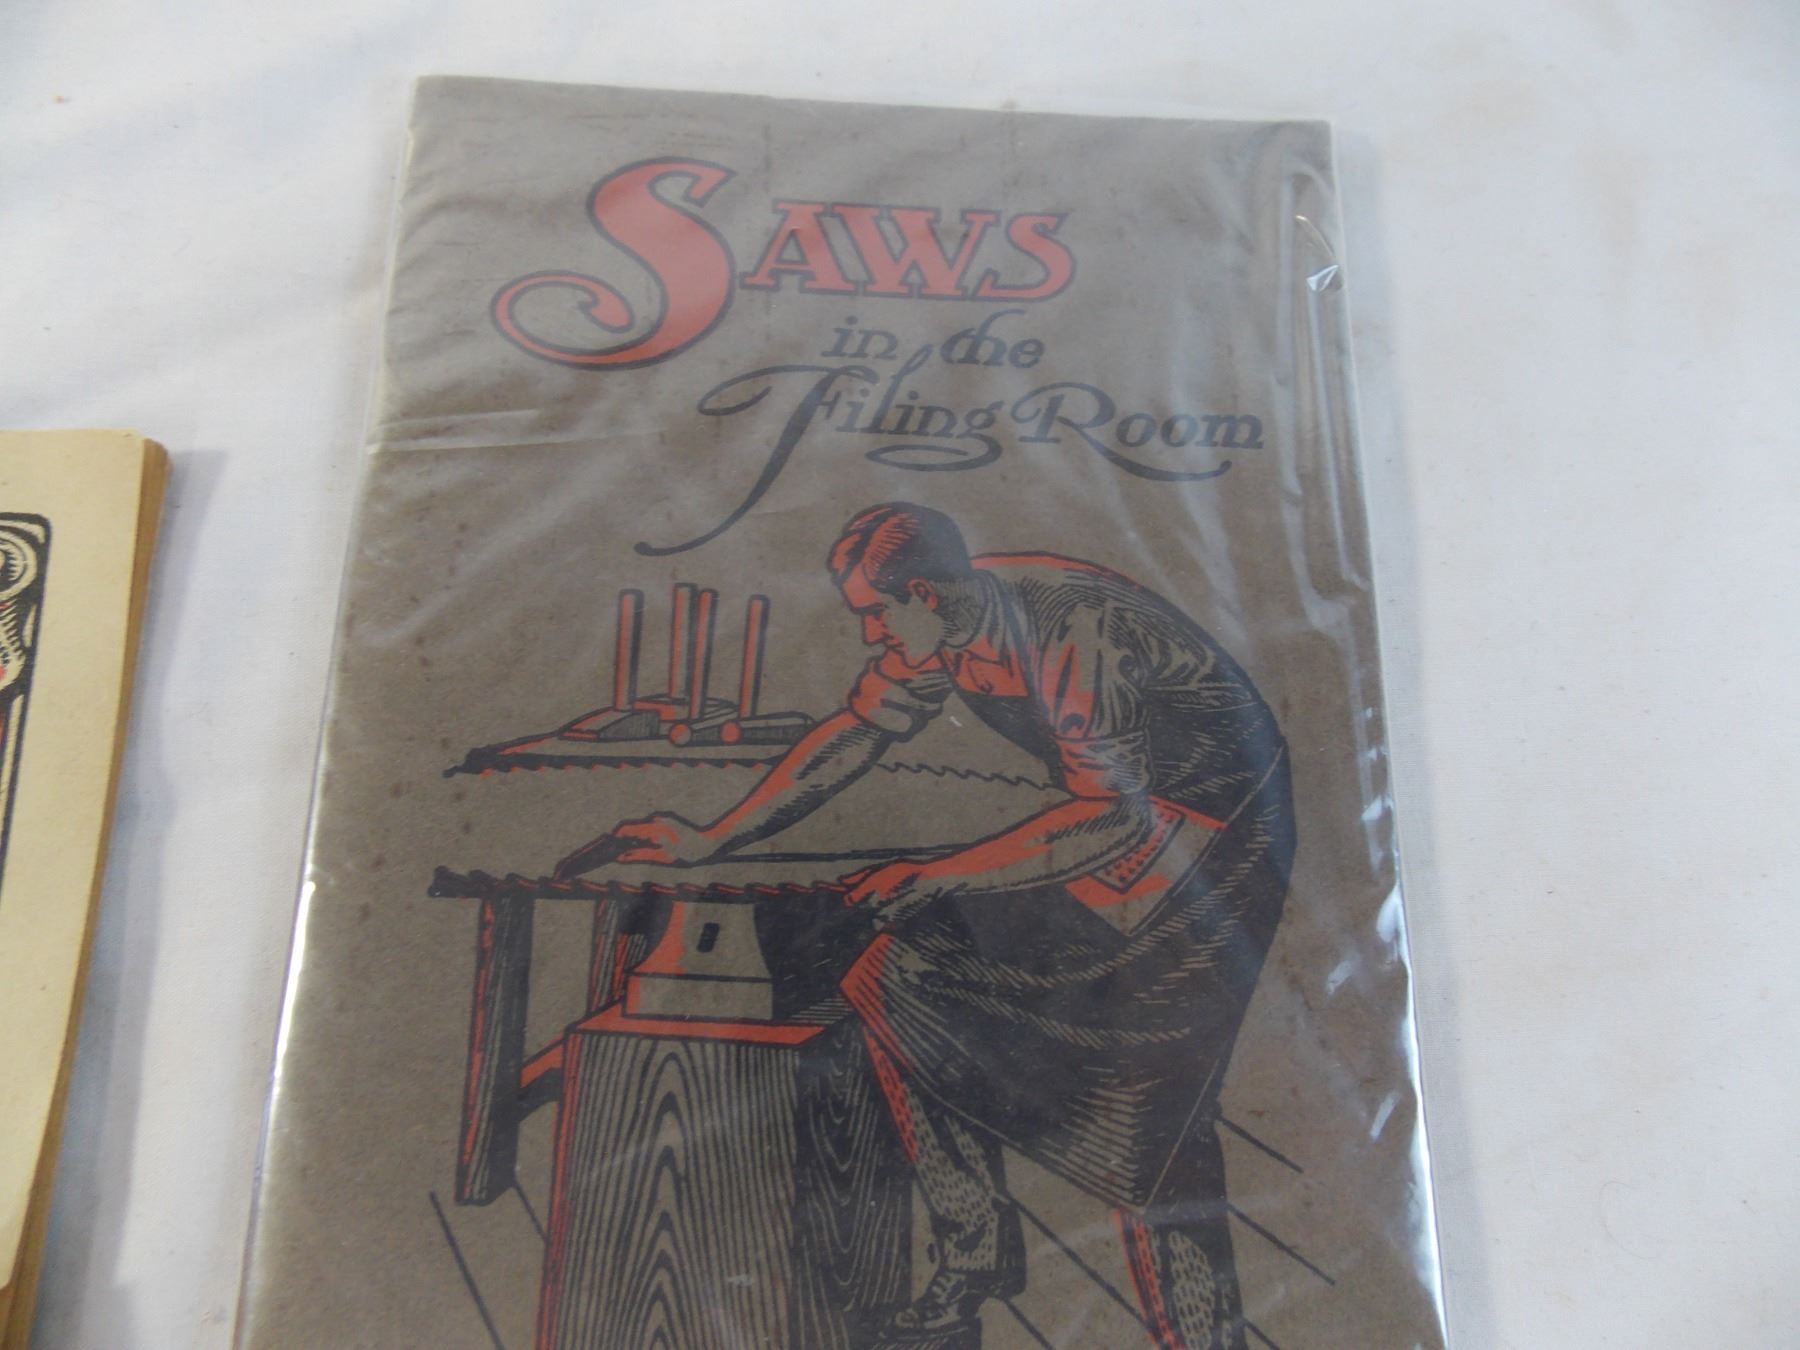 SAWS
in the
Filing Room